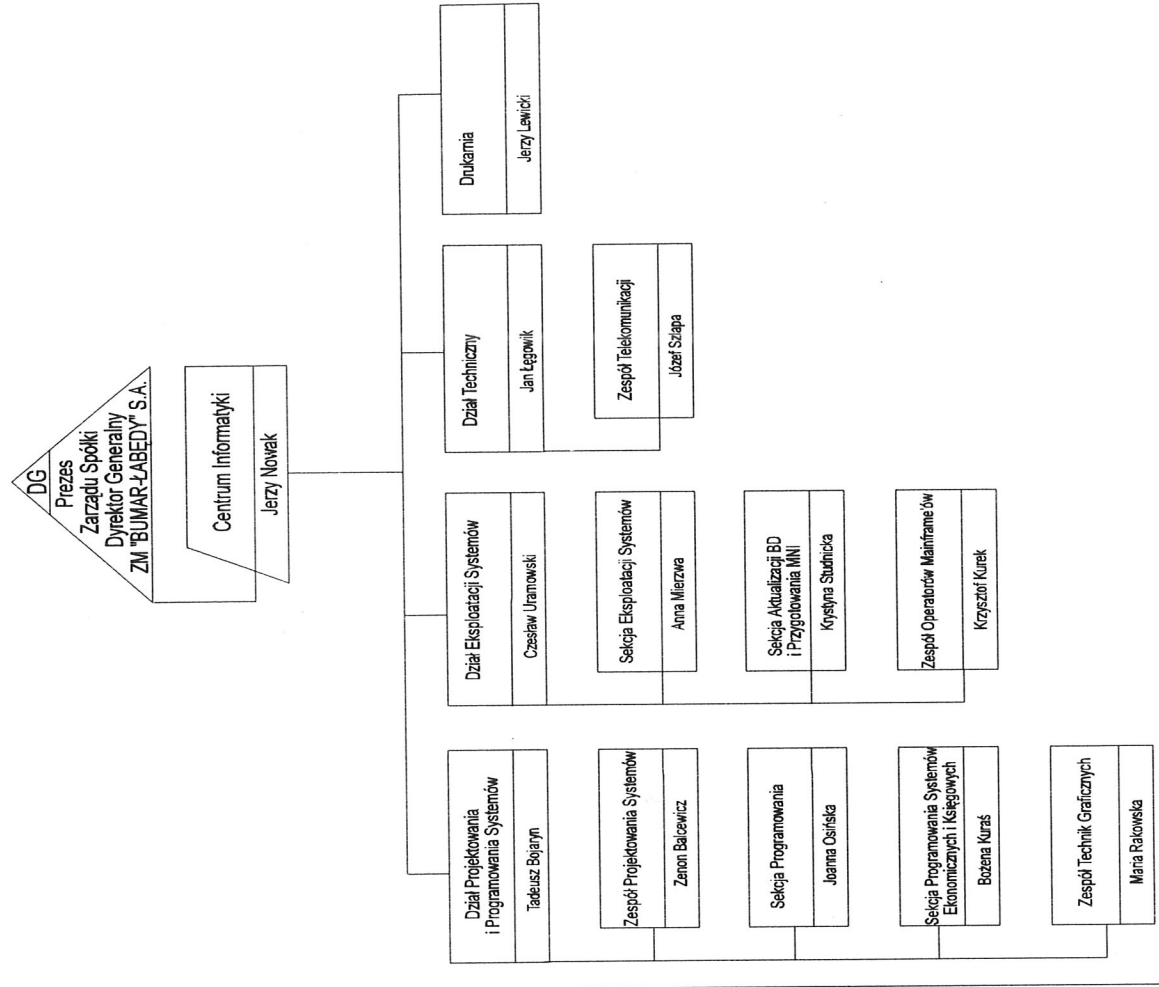 DG
Prezes
Zarządu Spółki
Dyrektor Generalny
ZM "BUMAR-ŁABĘDY" S.A.
Centrum Informatyki
Jerzy Nowak
Dział Projektowania
i Programowania Systemów
Tadeusz Bojaryn
Zespół Projektowania Systemów
Zenon Balcewicz
Sekcja Programowania
Joanna Osińska
Sekcja Programowania Systemów
Ekonomicznych i Księgowych
Bożena Kuraś
Zespół Technik Graficznych
Maria Rakowska
Dział Eksploatacji Systemów
Czesław Uramowski
Sekcja Eksploatacji Systemów
Anna Mierzwa
Sekcja Aktualizacji BD
i Przygotowania MNI
Krystyna Studnicka
Zespół Operatorów Mainframe'ów
Krzysztof Kurek
Dział Techniczny
Jan Łęgowik
Zespół Telekomunikacji
Józef Szlapa
Drukarnia
Jerzy Lewicki